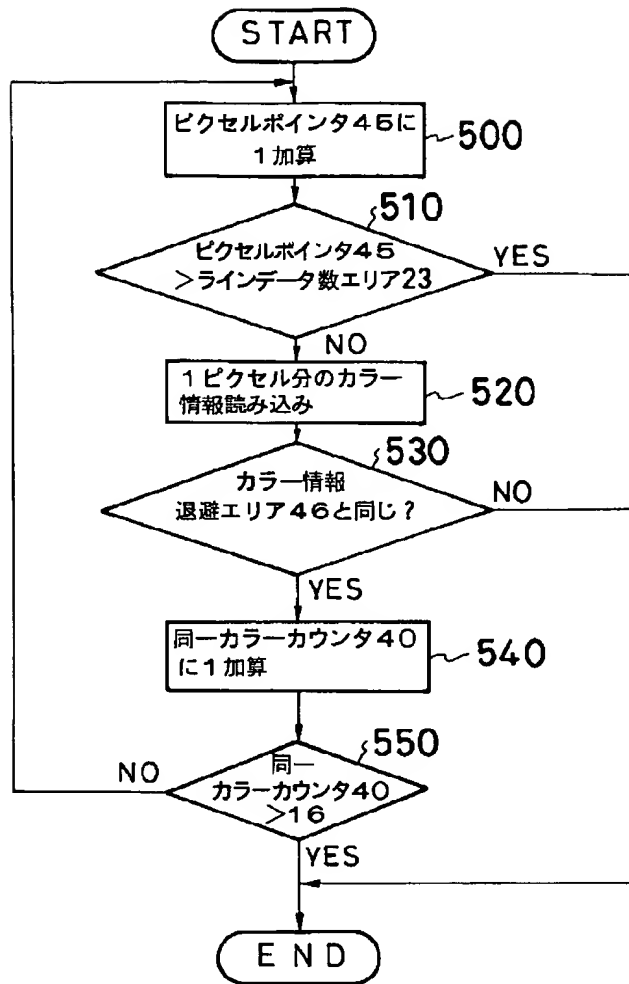 START
ピクセルポインタ45に
1加算
500
510
ピクセルポインタ45
>ラインデータ数エリア23
YES
NO
1ピクセル分のカラー
情報読み込み
520
530
カラー情報
退避エリア46と同じ?
NO
YES
同一カラーカウンタ40
に1加算
540
550
同一
カラーカウンタ40
>16
NO
YES
END